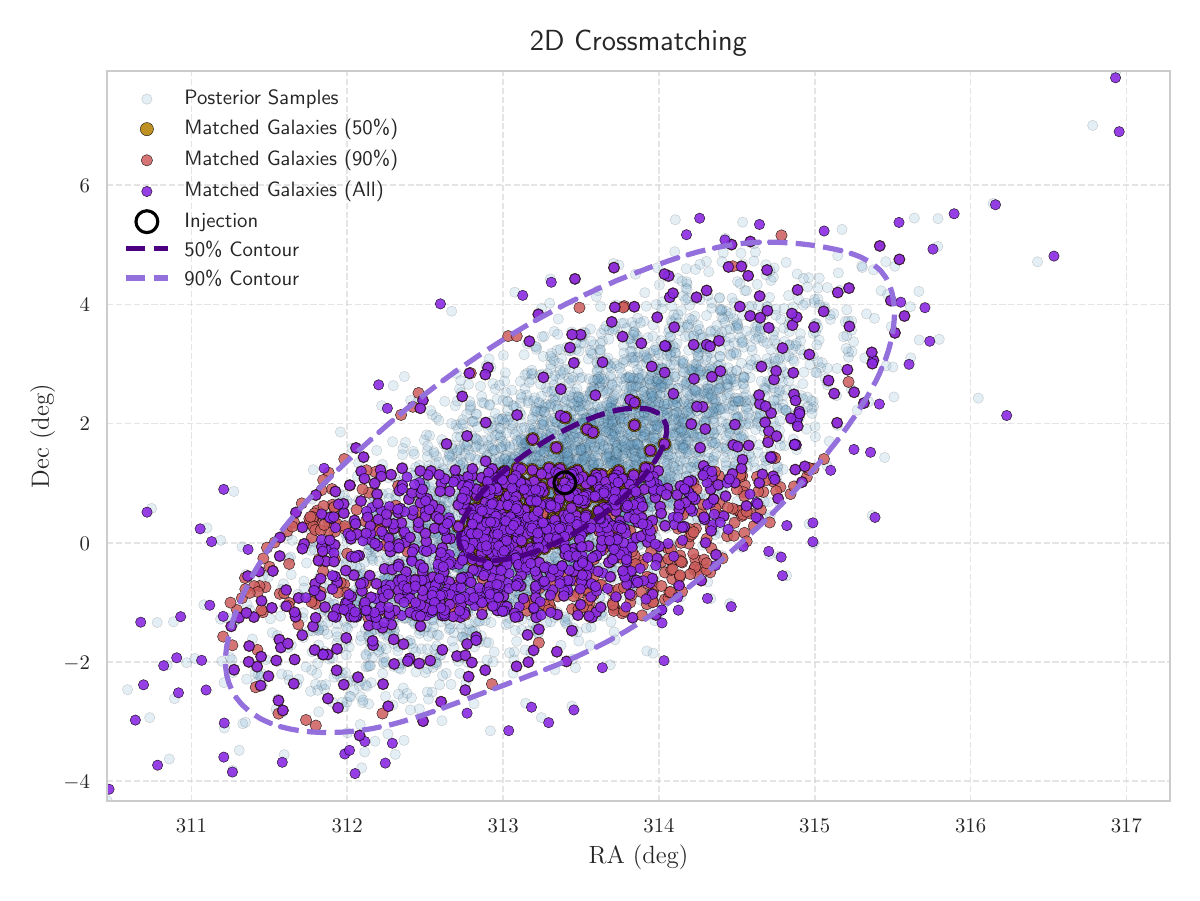 2D Crossmatching
Posterior Samples
Matched Galaxies (50%)
Matched Galaxies (90%)
Matched Galaxies (All)
Injection
50% Contour
90% Contour
6
4
2
0
−2
−4
Dec (deg)
311 312 313 314 315 316 317
RA (deg)